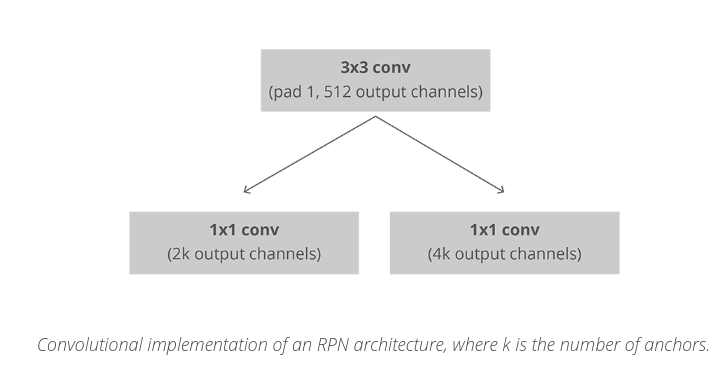 3x3 conv
(pad 1, 512 output channels)
1x1 conv
(2k output channels)
1x1 conv
(4k output channels)
Convolutional implementation of an RPN architecture, where k is the number of anchors.